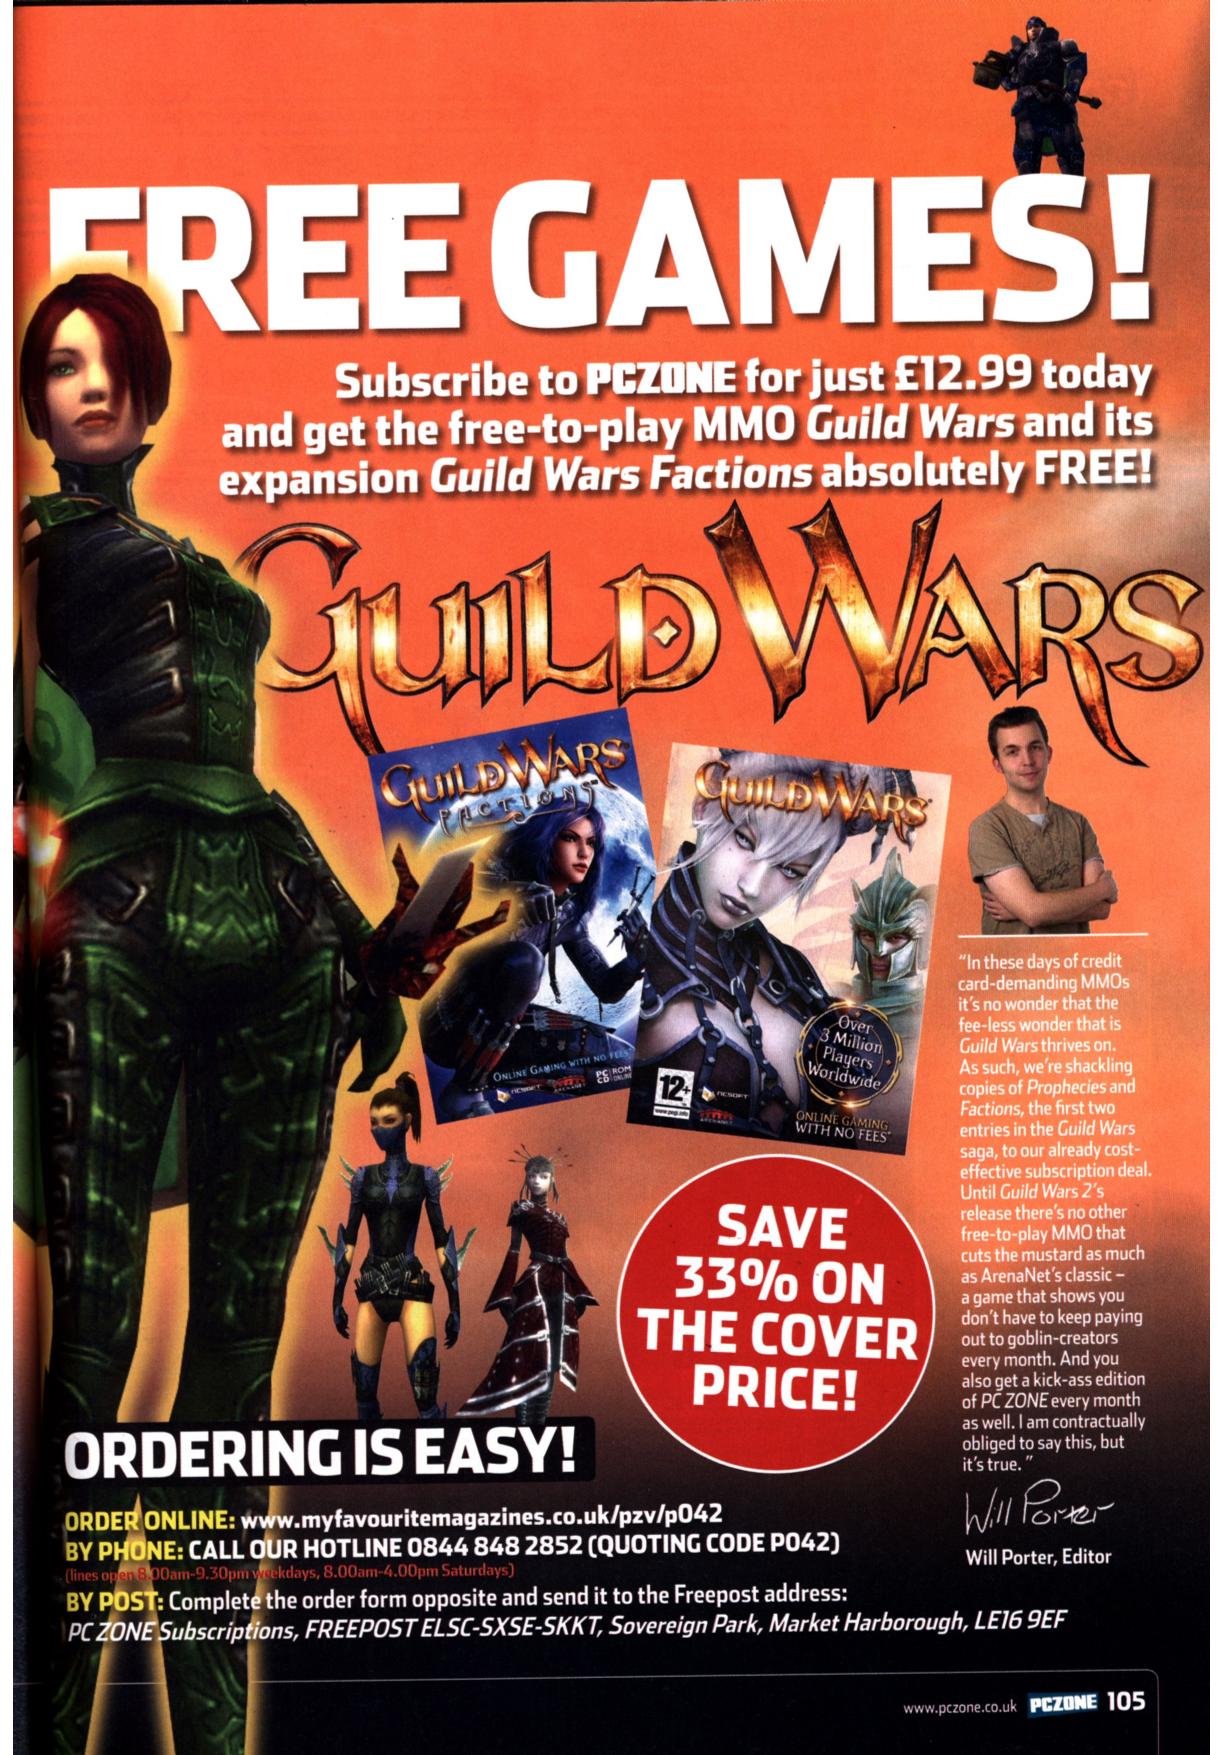 FREE GAMES!
Subscribe to PCZONE for just £12.99 today
and get the free-to-play MMO Guild Wars and its
expansion Guild Wars Factions absolutely FREE!
GUILD WARS
GUILD WARS
FACTIONS
ONLINE GAMING WITH NO FEES
NCSOFT
ARENANET
PC ROM
CD ONLINE
GUILD WARS
Over
3 Million
Players
Worldwide
12+
www.pegi.info
NCSOFT
ARENANET
ONLINE GAMING
WITH NO FEES*
"In these days of credit
card-demanding MMOs
it's no wonder that the
fee-less wonder that is
Guild Wars thrives on.
As such, we're shackling
copies of Prophecies and
Factions, the first two
entries in the Guild Wars
saga, to our already cost-
effective subscription deal.
Until Guild Wars 2's
release there's no other
free-to-play MMO that
cuts the mustard as much
as ArenaNet's classic –
a game that shows you
don't have to keep paying
out to goblin-creators
every month. And you
also get a kick-ass edition
of PC ZONE every month
as well. I am contractually
obliged to say this, but
it's true. "
Will Porter
Will Porter, Editor
SAVE
33% ON
THE COVER
PRICE!
ORDERING IS EASY!
ORDER ONLINE: www.myfavouritemagazines.co.uk/pzv/p042
BY PHONE: CALL OUR HOTLINE 0844 848 2852 (QUOTING CODE P042)
(lines open 8.00am-9.30pm weekdays, 8.00am-4.00pm Saturdays)
BY POST: Complete the order form opposite and send it to the Freepost address:
PC ZONE Subscriptions, FREEPOST ELSC-SXSE-SKKT, Sovereign Park, Market Harborough, LE16 9EF
www.pczone.co.uk PCZONE 105